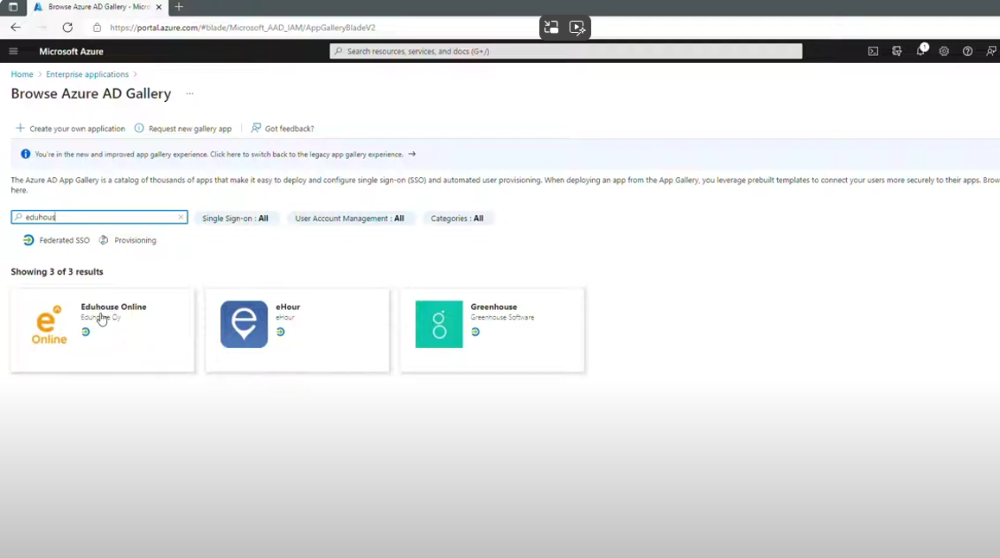 Browse Azure AD Gallery - Micro
https://portal.azure.com/#blade/Microsoft_AAD_IAM/AppGalleryBladeV2
Microsoft Azure
Search resources, services, and docs (G+/)
1
Home > Enterprise applications >
Browse Azure AD Gallery ...
+ Create your own application
Request new gallery app
Got feedback?
You're in the new and improved app gallery experience. Click here to switch back to the legacy app gallery experience. →
The Azure AD App Gallery is a catalog of thousands of apps that make it easy to deploy and configure single sign-on (SSO) and automated user provisioning. When deploying an app from the App Gallery, you leverage prebuilt templates to connect your users more securely to their apps. Brow
here.
eduhous
Single Sign-on : All
User Account Management : All
Categories : All
Federated SSO
Provisioning
Showing 3 of 3 results
e
Online
Eduhouse Online
Oy
eHour
eHour
Greenhouse
Greenhouse Software